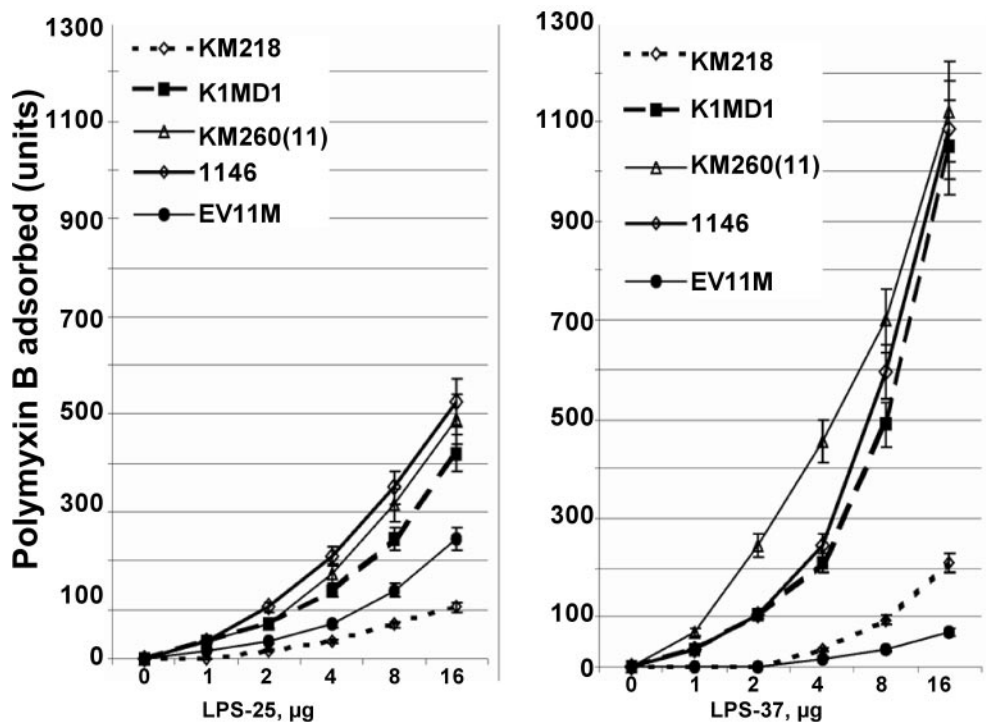 Polymyxin B adsorbed (units)
1300
1100
900
700
500
300
100
0
KM218
K1MD1
KM260(11)
1146
EV11M
0 1 2 4 8 16
LPS-25, µg
1300
1100
900
700
500
300
100
0
KM218
K1MD1
KM260(11)
1146
EV11M
0 1 2 4 8 16
LPS-37, µg